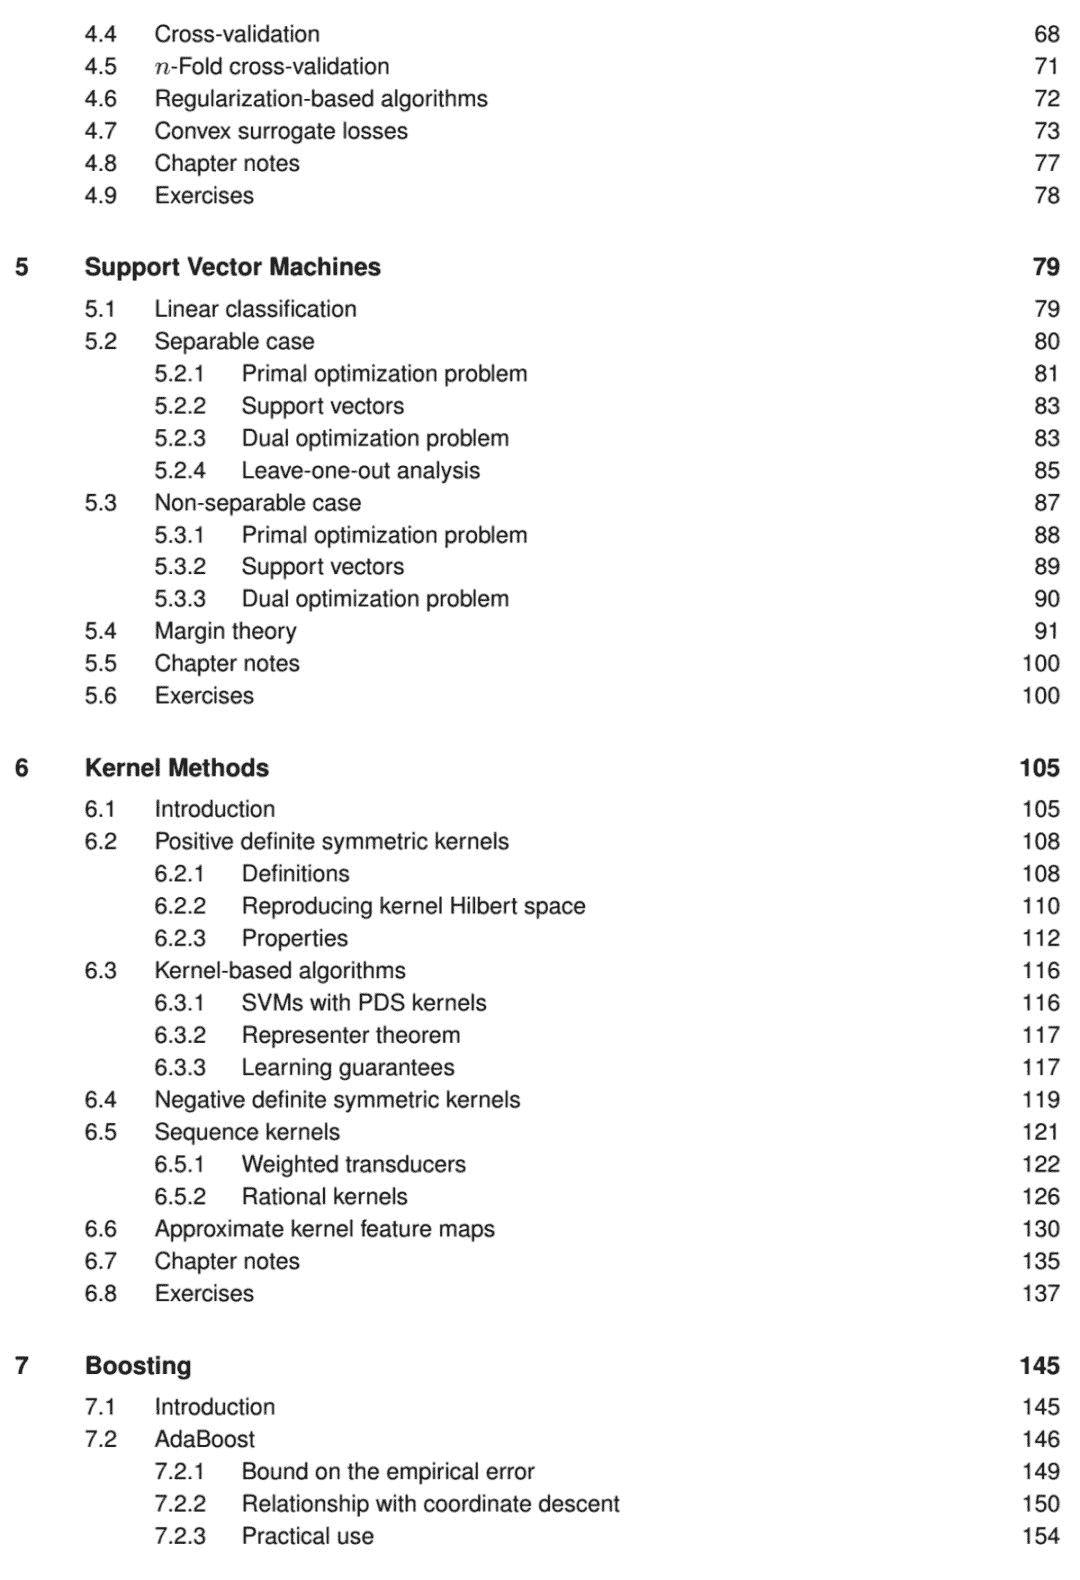 4.4 Cross-validation 68
4.5 n-Fold cross-validation 71
4.6 Regularization-based algorithms 72
4.7 Convex surrogate losses 73
4.8 Chapter notes 77
4.9 Exercises 78
5 Support Vector Machines 79
5.1 Linear classification 79
5.2 Separable case 80
5.2.1 Primal optimization problem 81
5.2.2 Support vectors 83
5.2.3 Dual optimization problem 83
5.2.4 Leave-one-out analysis 85
5.3 Non-separable case 87
5.3.1 Primal optimization problem 88
5.3.2 Support vectors 89
5.3.3 Dual optimization problem 90
5.4 Margin theory 91
5.5 Chapter notes 100
5.6 Exercises 100
6 Kernel Methods 105
6.1 Introduction 105
6.2 Positive definite symmetric kernels 108
6.2.1 Definitions 108
6.2.2 Reproducing kernel Hilbert space 110
6.2.3 Properties 112
6.3 Kernel-based algorithms 116
6.3.1 SVMs with PDS kernels 116
6.3.2 Representer theorem 117
6.3.3 Learning guarantees 117
6.4 Negative definite symmetric kernels 119
6.5 Sequence kernels 121
6.5.1 Weighted transducers 122
6.5.2 Rational kernels 126
6.6 Approximate kernel feature maps 130
6.7 Chapter notes 135
6.8 Exercises 137
7 Boosting 145
7.1 Introduction 145
7.2 AdaBoost 146
7.2.1 Bound on the empirical error 149
7.2.2 Relationship with coordinate descent 150
7.2.3 Practical use 154